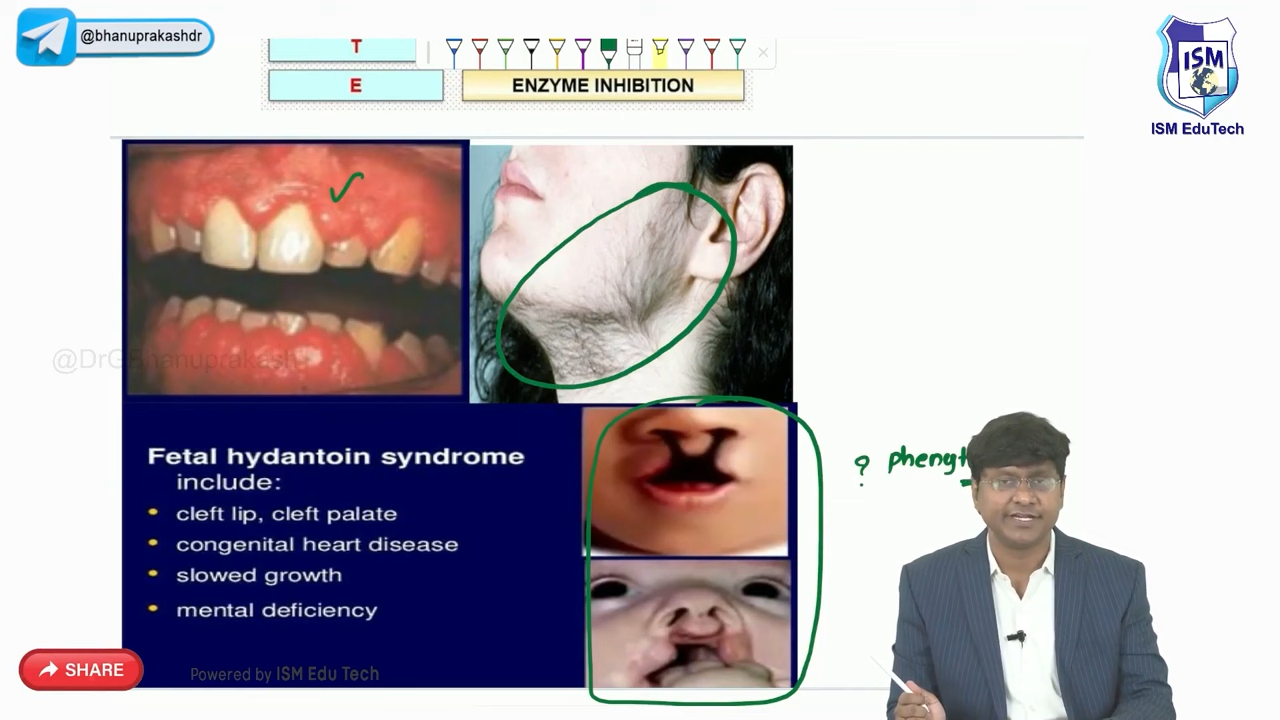 @bhanuprakashdr
T
E
ENZYME INHIBITION
ISM
ISM EduTech
@DrGBhanuprakash
Fetal hydantoin syndrome
include:
• cleft lip, cleft palate
• congenital heart disease
• slowed growth
• mental deficiency
?
SHARE
Powered by ISM Edu Tech